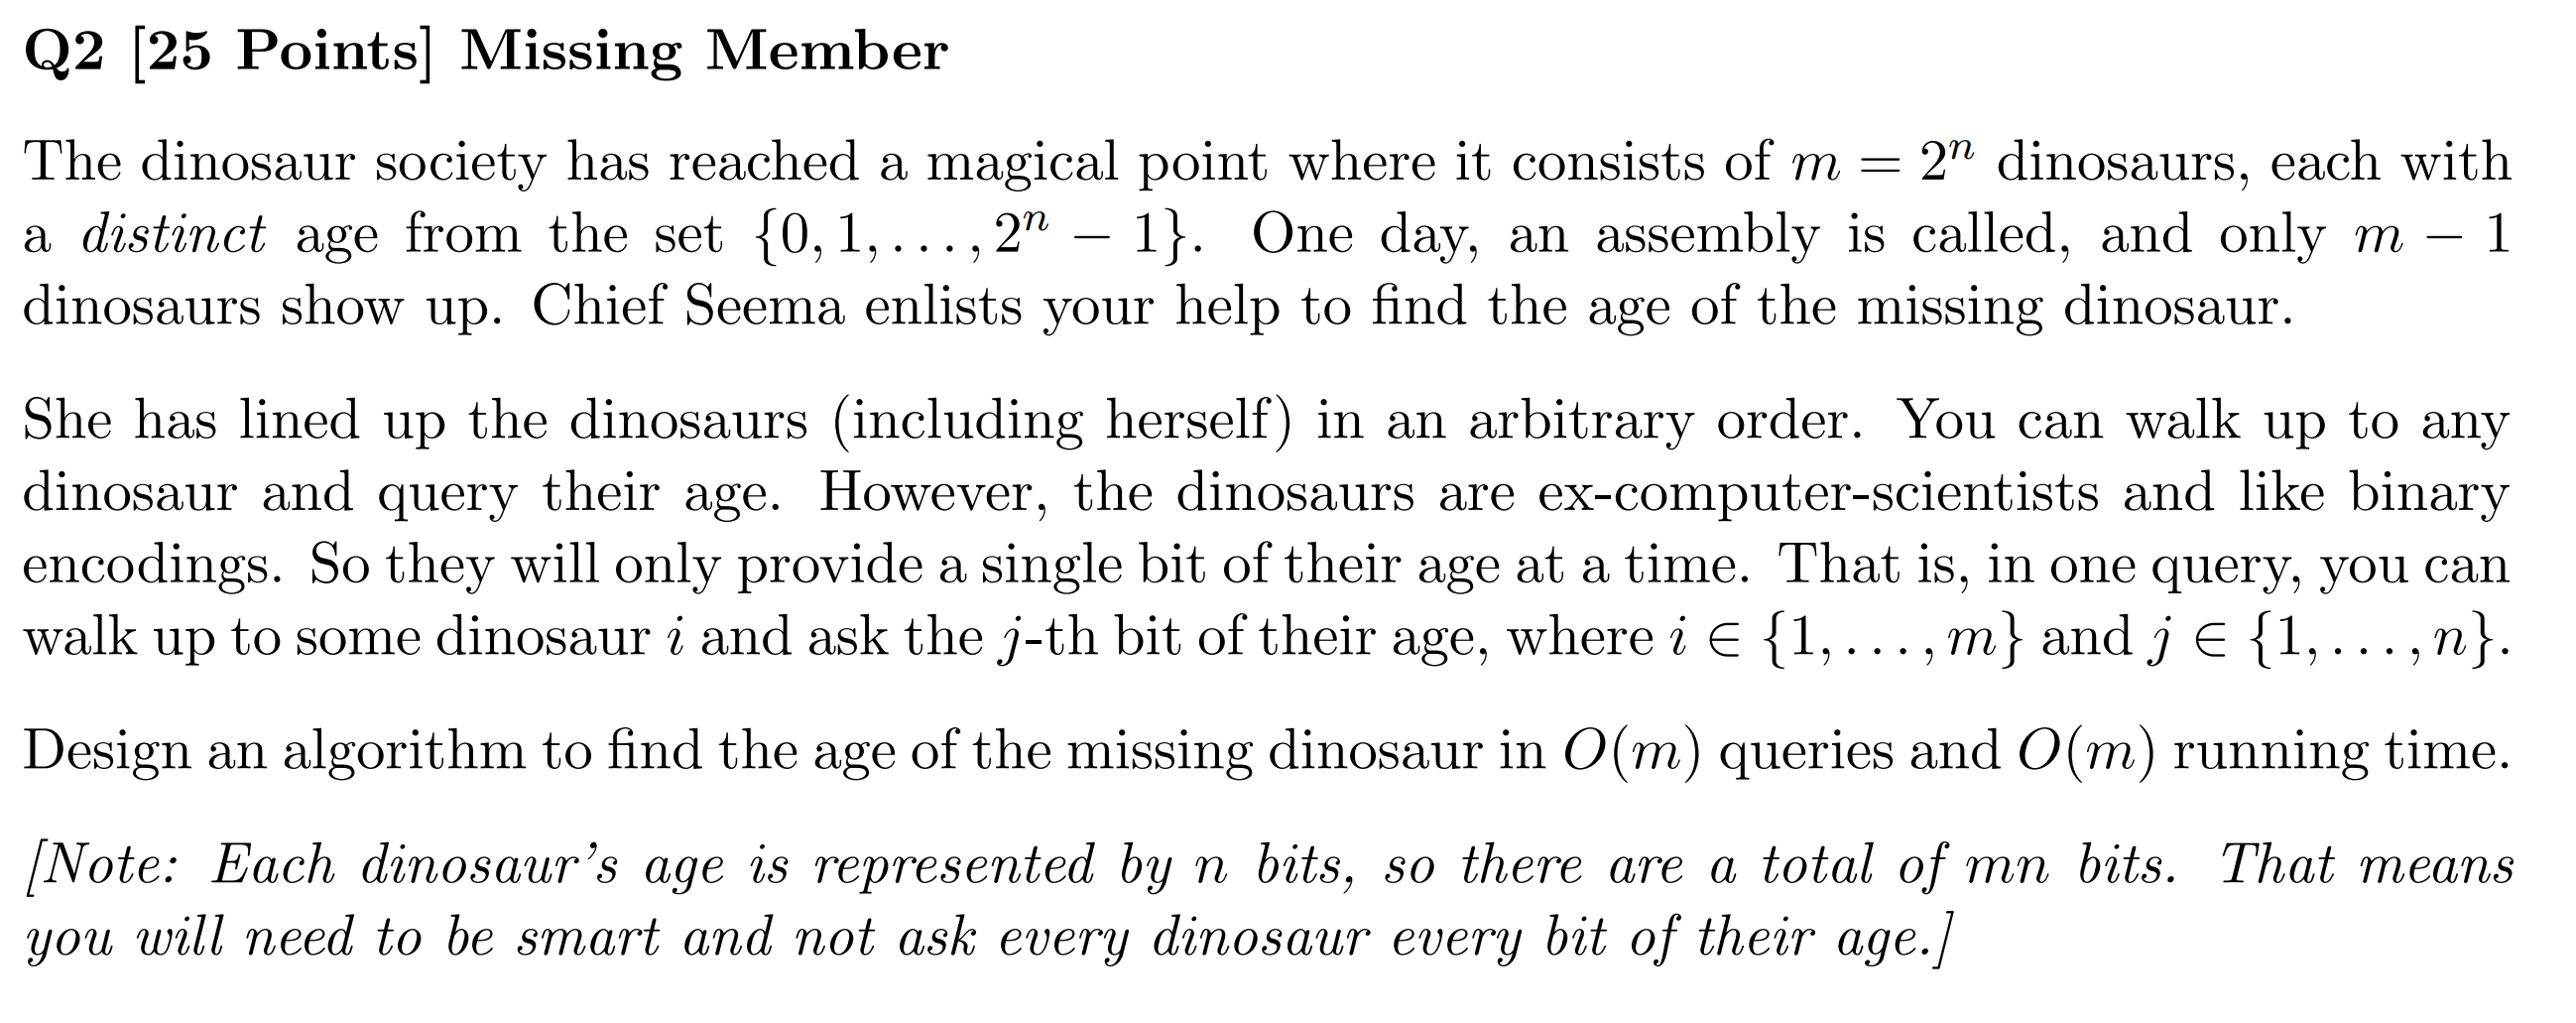 Q2 [25 Points] Missing Member
The dinosaur society has reached a magical point where it consists of m = 2ⁿ dinosaurs, each with
a distinct age from the set {0, 1, . . . , 2ⁿ − 1}. One day, an assembly is called, and only m − 1
dinosaurs show up. Chief Seema enlists your help to find the age of the missing dinosaur.
She has lined up the dinosaurs (including herself) in an arbitrary order. You can walk up to any
dinosaur and query their age. However, the dinosaurs are ex-computer-scientists and like binary
encodings. So they will only provide a single bit of their age at a time. That is, in one query, you can
walk up to some dinosaur i and ask the j-th bit of their age, where i ∈ {1, . . . , m} and j ∈ {1, . . . , n}.
Design an algorithm to find the age of the missing dinosaur in O(m) queries and O(m) running time.
[Note: Each dinosaur's age is represented by n bits, so there are a total of mn bits. That means
you will need to be smart and not ask every dinosaur every bit of their age.]